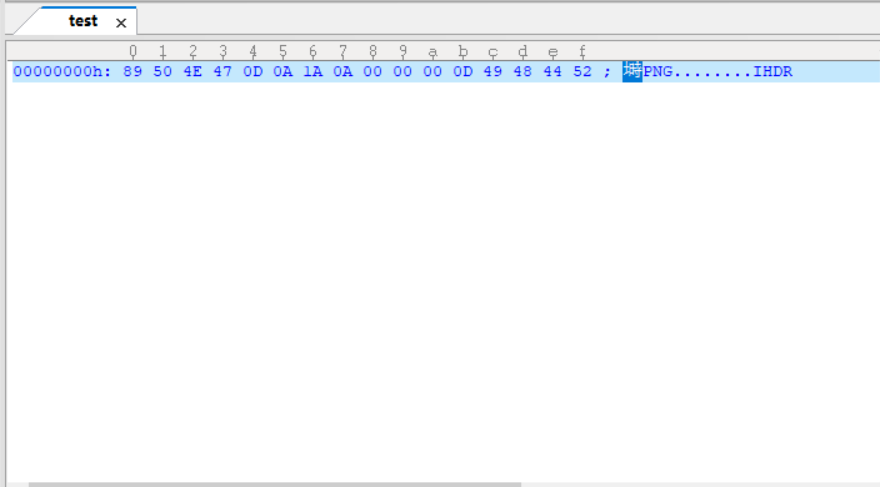 test ×
0 1 2 3 4 5 6 7 8 9 a b c d e f
00000000h: 89 50 4E 47 0D 0A 1A 0A 00 00 00 0D 49 48 44 52 ; 塒PNG........IHDR